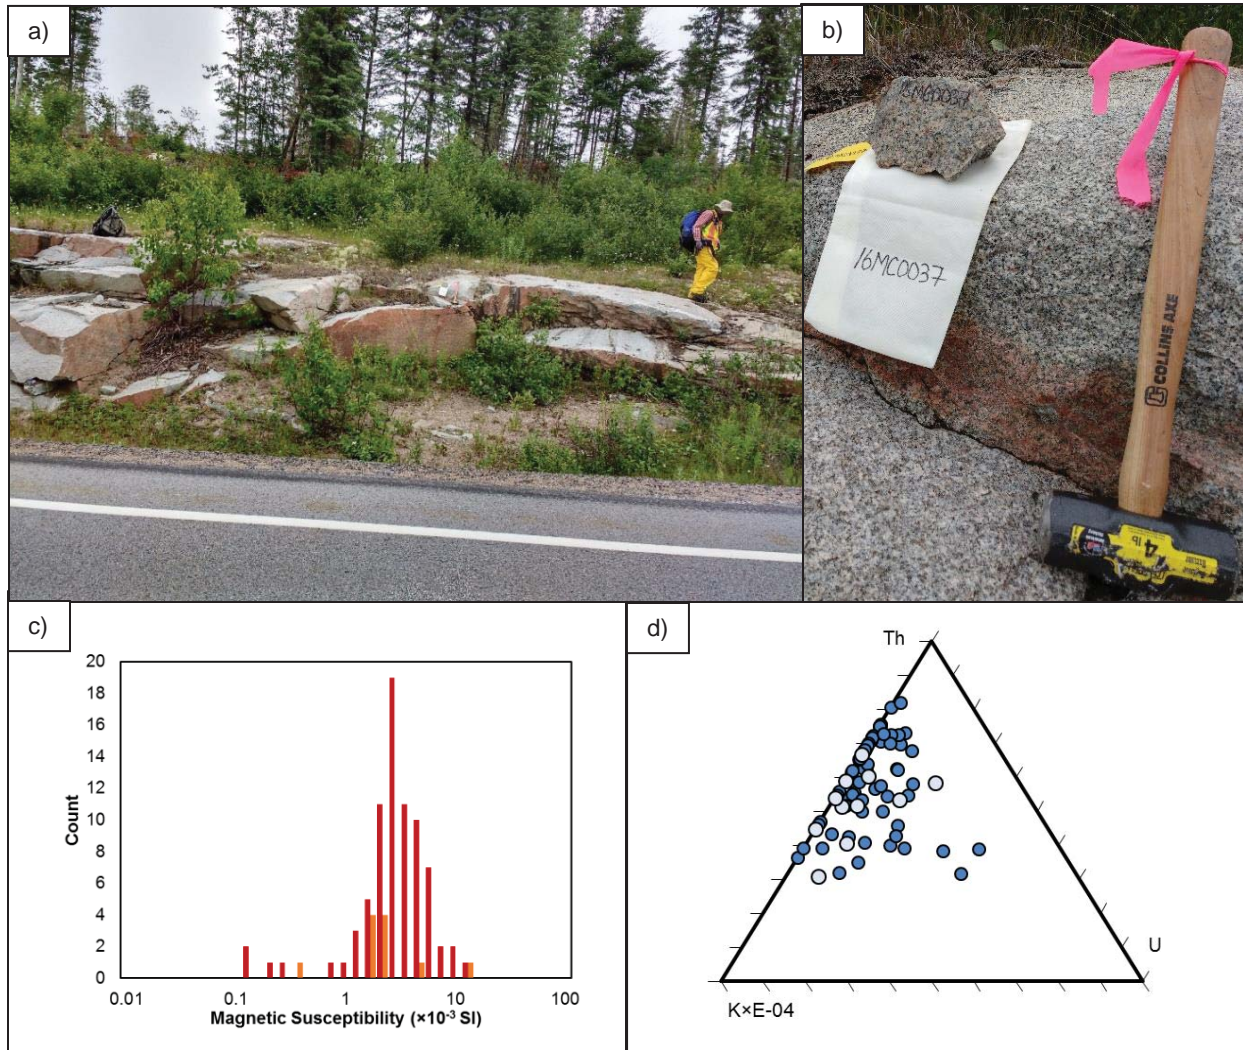 a)
b)
16MC0037
16MC0037
COLLINS AXE
4 lb
c)
20
18
16
14
12
10
8
6
4
2
0
Count
0.01 0.1 1 10 100
Magnetic Susceptibility (×10⁻³ SI)
d)
Th
U
K×E-04